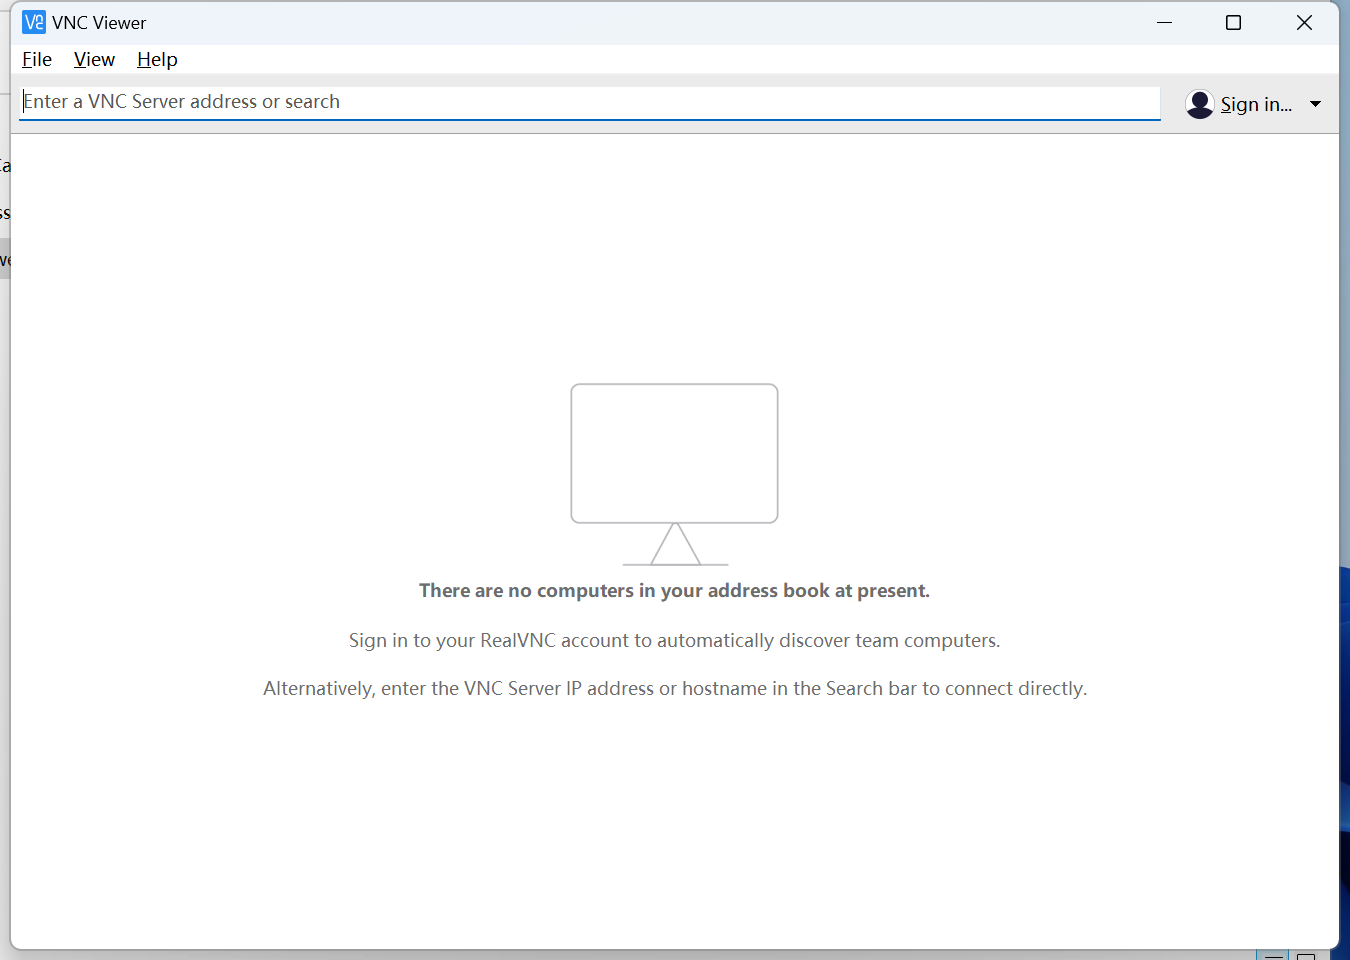 VNC Viewer
File View Help
Enter a VNC Server address or search
Sign in...
There are no computers in your address book at present.
Sign in to your RealVNC account to automatically discover team computers.
Alternatively, enter the VNC Server IP address or hostname in the Search bar to connect directly.